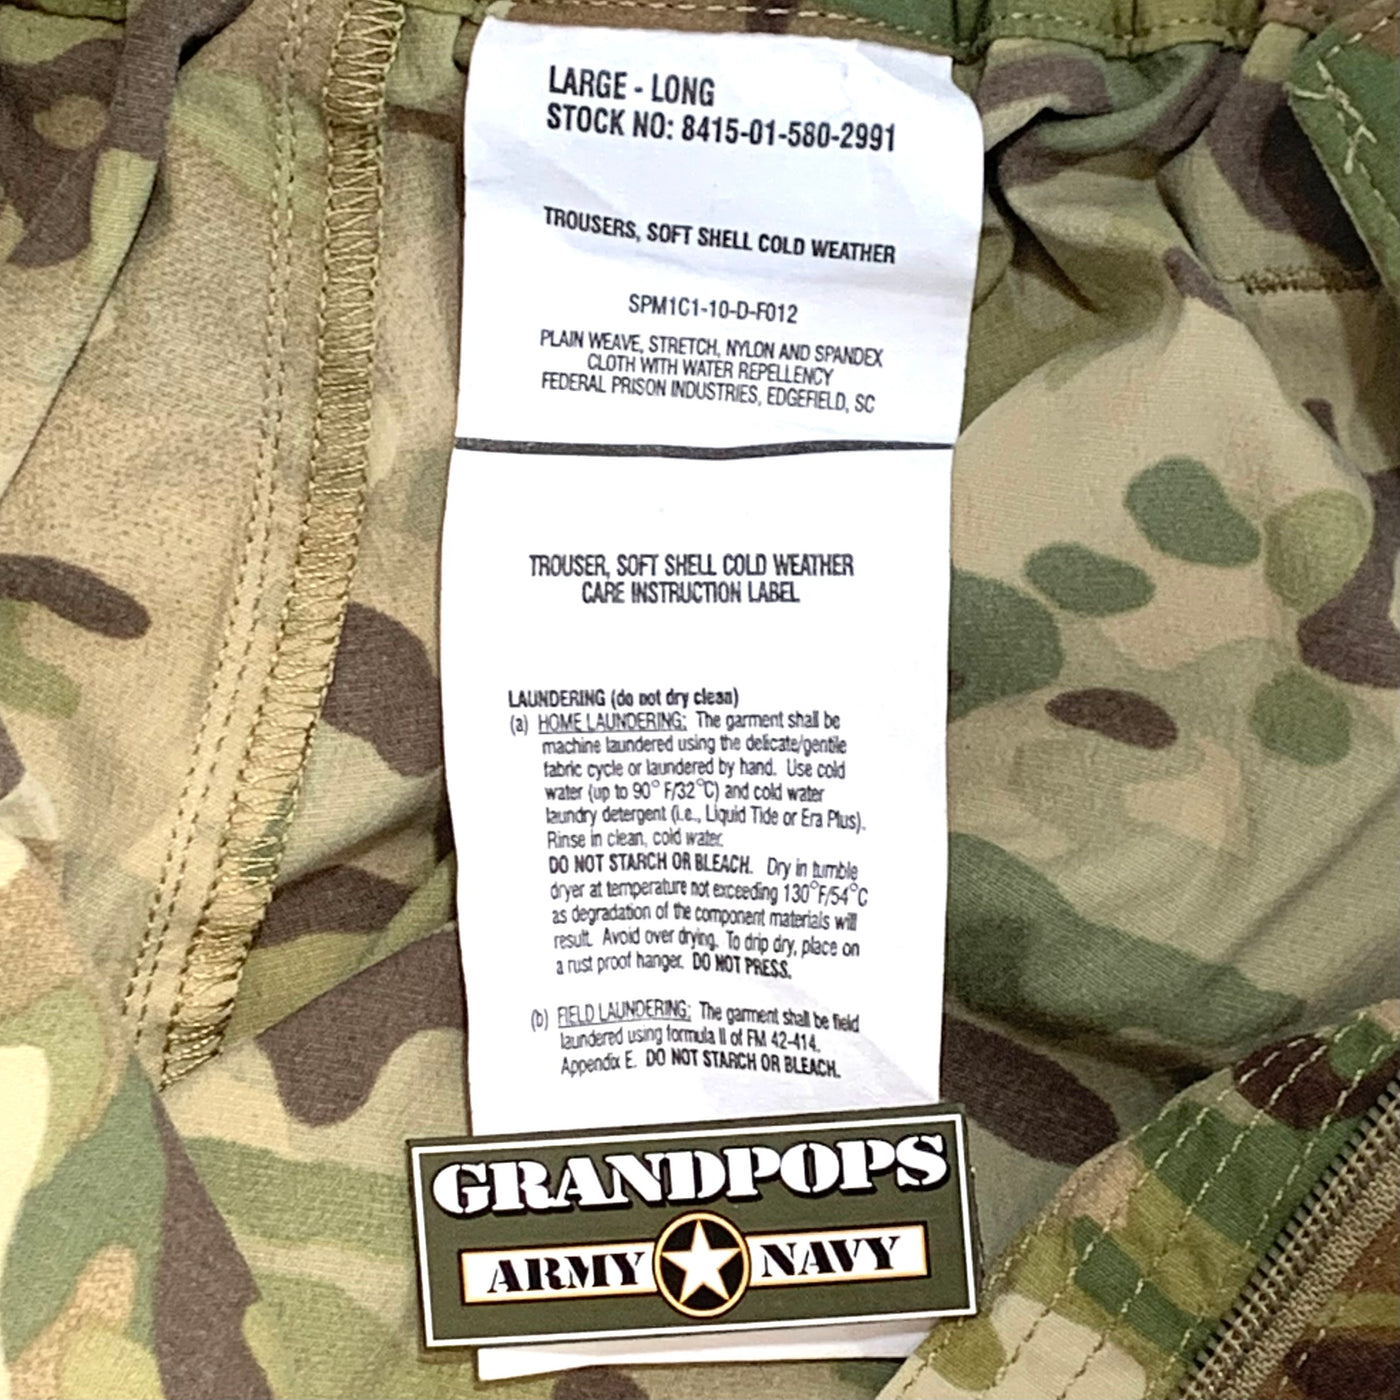 LARGE - LONG
STOCK NO: 8415-01-580-2991
TROUSERS, SOFT SHELL COLD WEATHER
SPM1C1-10-D-F012
PLAIN WEAVE, STRETCH, NYLON AND SPANDEX
CLOTH WITH WATER REPELLENCY
FEDERAL PRISON INDUSTRIES, EDGEFIELD, SC
TROUSER, SOFT SHELL COLD WEATHER
CARE INSTRUCTION LABEL
LAUNDERING (do not dry clean)
(a) HOME LAUNDERING: The garment shall be
machine laundered using the delicate/gentile
fabric cycle or laundered by hand. Use cold
water (up to 90° F/32°C) and cold water
laundry detergent (i.e., Liquid Tide or Era Plus).
Rinse in clean, cold water.
DO NOT STARCH OR BLEACH. Dry in tumble
dryer at temperature not exceeding 130°F/54°C
as degradation of the component materials will
result. Avoid over drying. To drip dry, place on
a rust proof hanger. DO NOT PRESS.
(b) FIELD LAUNDERING: The garment shall be field
laundered using formula II of FM 42-414,
Appendix E. DO NOT STARCH OR BLEACH.
GRANDPOPS
ARMY NAVY